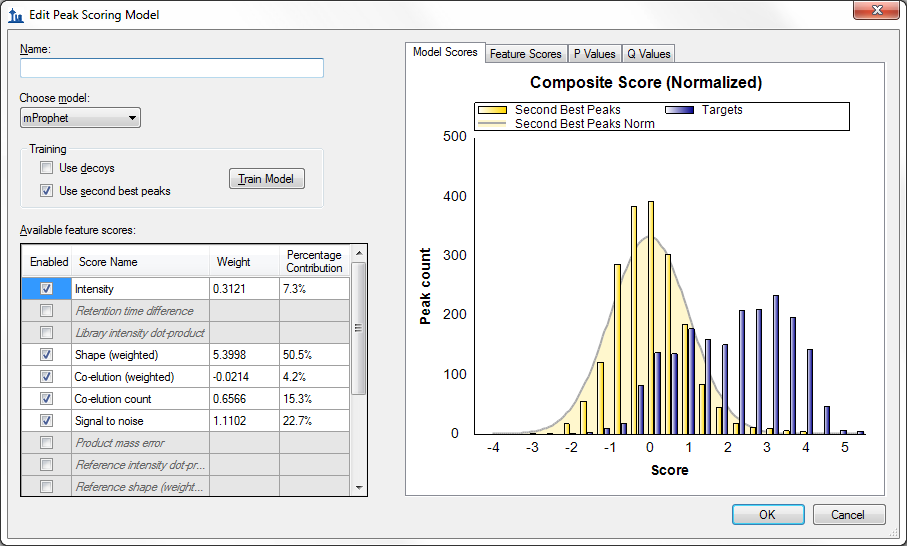 Edit Peak Scoring Model
Name:
Choose model:
mProphet
Training
Use decoys
Use second best peaks
Train Model
Available feature scores:
Enabled Score Name Weight Percentage Contribution
Intensity 0.3121 7.3%
Retention time difference
Library intensity dot-product
Shape (weighted) 5.3998 50.5%
Co-elution (weighted) -0.0214 4.2%
Co-elution count 0.6566 15.3%
Signal to noise 1.1102 22.7%
Product mass error
Reference intensity dot-pr...
Reference shape (weight...
Model Scores Feature Scores P Values Q Values
Composite Score (Normalized)
Second Best Peaks Targets
Second Best Peaks Norm
500
400
300
200
100
0
Peak count
-4 -3 -2 -1 0 1 2 3 4 5
Score
OK Cancel